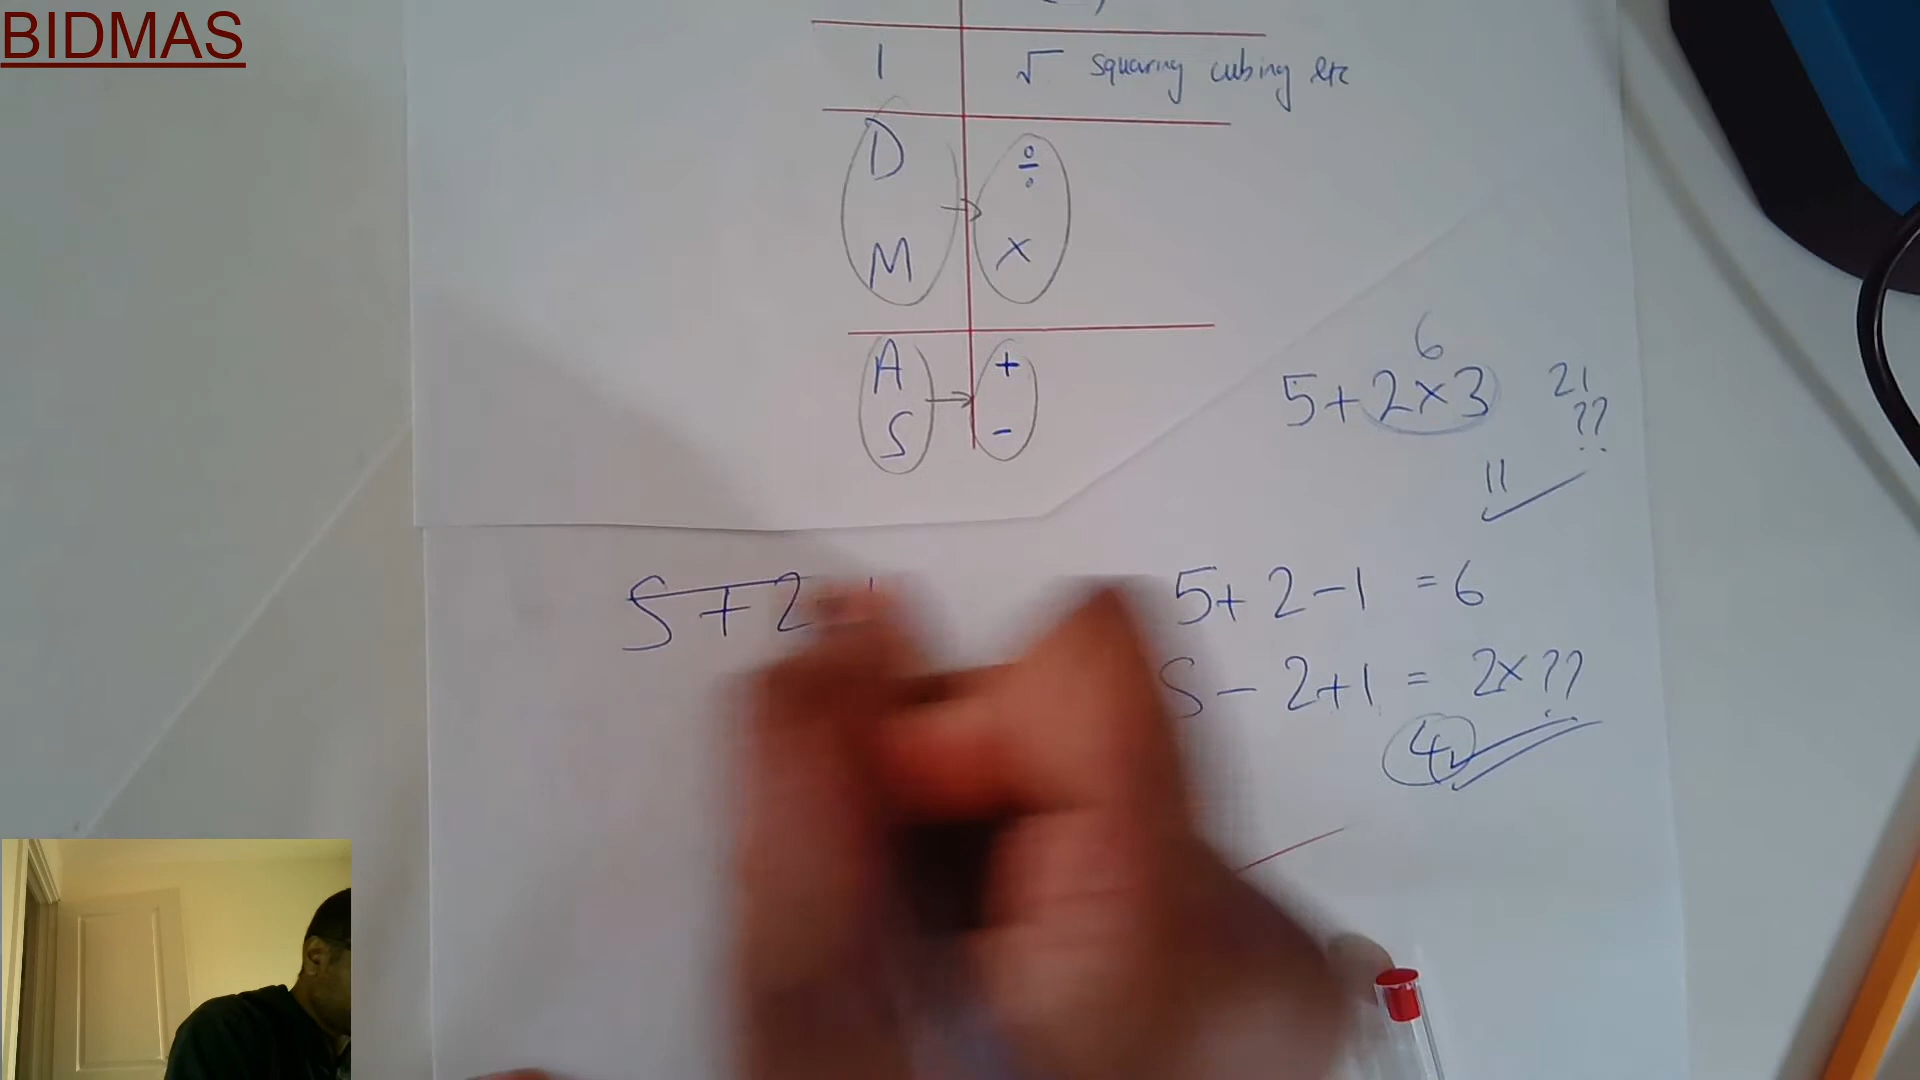 BIDMAS
I √ squaring cubing etc
D ÷
M ×
A → +
S -
6
5+2×3 21
??
11
5+2-1 =6
5-2+1 = 2×??
4
5+2